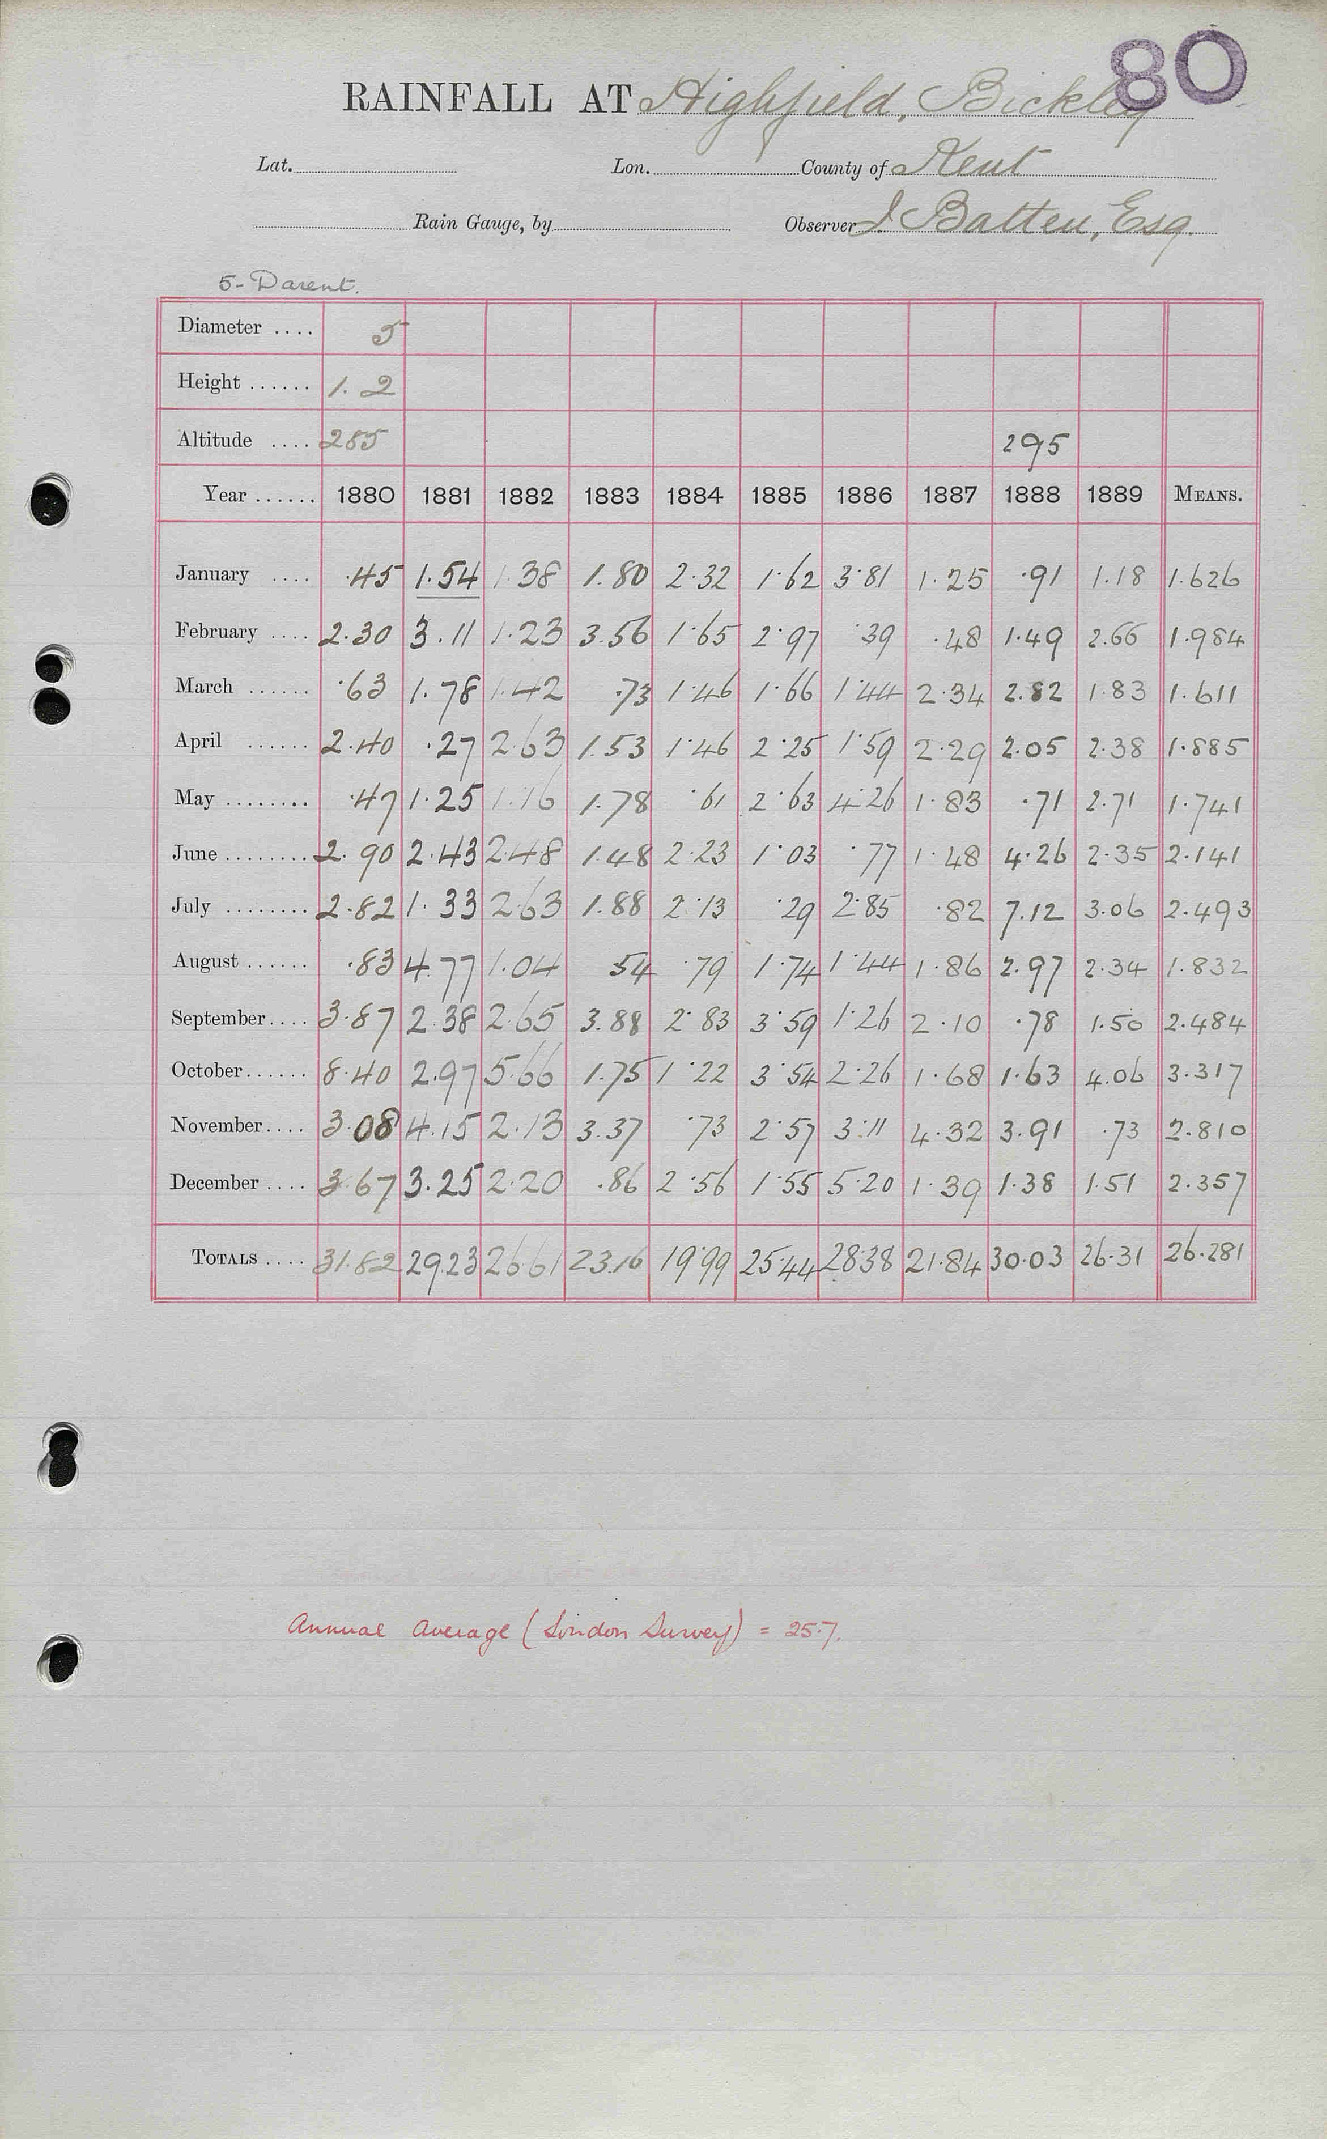 80
RAINFALL AT Highfield, Bickley
Lat. Lon. County of Kent
Rain Gauge, by Observer J Batten, Esq.
5- Darent.
Diameter .... 5
Height ...... 1. 2
Altitude .... 285 295
Year ...... 1880 1881 1882 1883 1884 1885 1886 1887 1888 1889 MEANS.
January .... .45 1.54 1.38 1.80 2.32 1.62 3.81 1.25 .91 1.18 1.626
February .... 2.30 3.11 1.23 3.56 1.65 2.97 .39 .48 1.49 2.66 1.984
March ...... .63 1.78 1.42 .73 1.46 1.66 1.44 2.34 2.82 1.83 1.611
April ...... 2.40 .27 2.63 1.53 1.46 2.25 1.59 2.29 2.05 2.38 1.885
May ........ .47 1.25 1.16 1.78 .61 2.63 4.26 1.83 .71 2.71 1.741
June ........ 2.90 2.43 2.48 1.48 2.23 1.03 .77 1.48 4.26 2.35 2.141
July ........ 2.82 1.33 2.63 1.88 2.13 .29 2.85 .82 7.12 3.06 2.493
August ...... .83 4.77 1.04 54 .79 1.74 1.44 1.86 2.97 2.34 1.832
September.... 3.87 2.38 2.65 3.88 2.83 3.59 1.26 2.10 .78 1.50 2.484
October...... 8.40 2.97 5.66 1.75 1.22 3.54 2.26 1.68 1.63 4.06 3.317
November.... 3.08 4.15 2.13 3.37 .73 2.57 3.11 4.32 3.91 .73 2.810
December .... 3.67 3.25 2.20 .86 2.56 1.55 5.20 1.39 1.38 1.51 2.357
TOTALS .... 31.82 29.23 26.61 23.16 19.99 25.44 28.38 21.84 30.03 26.31 26.281
Annual Average (London Survey) = 25.7.